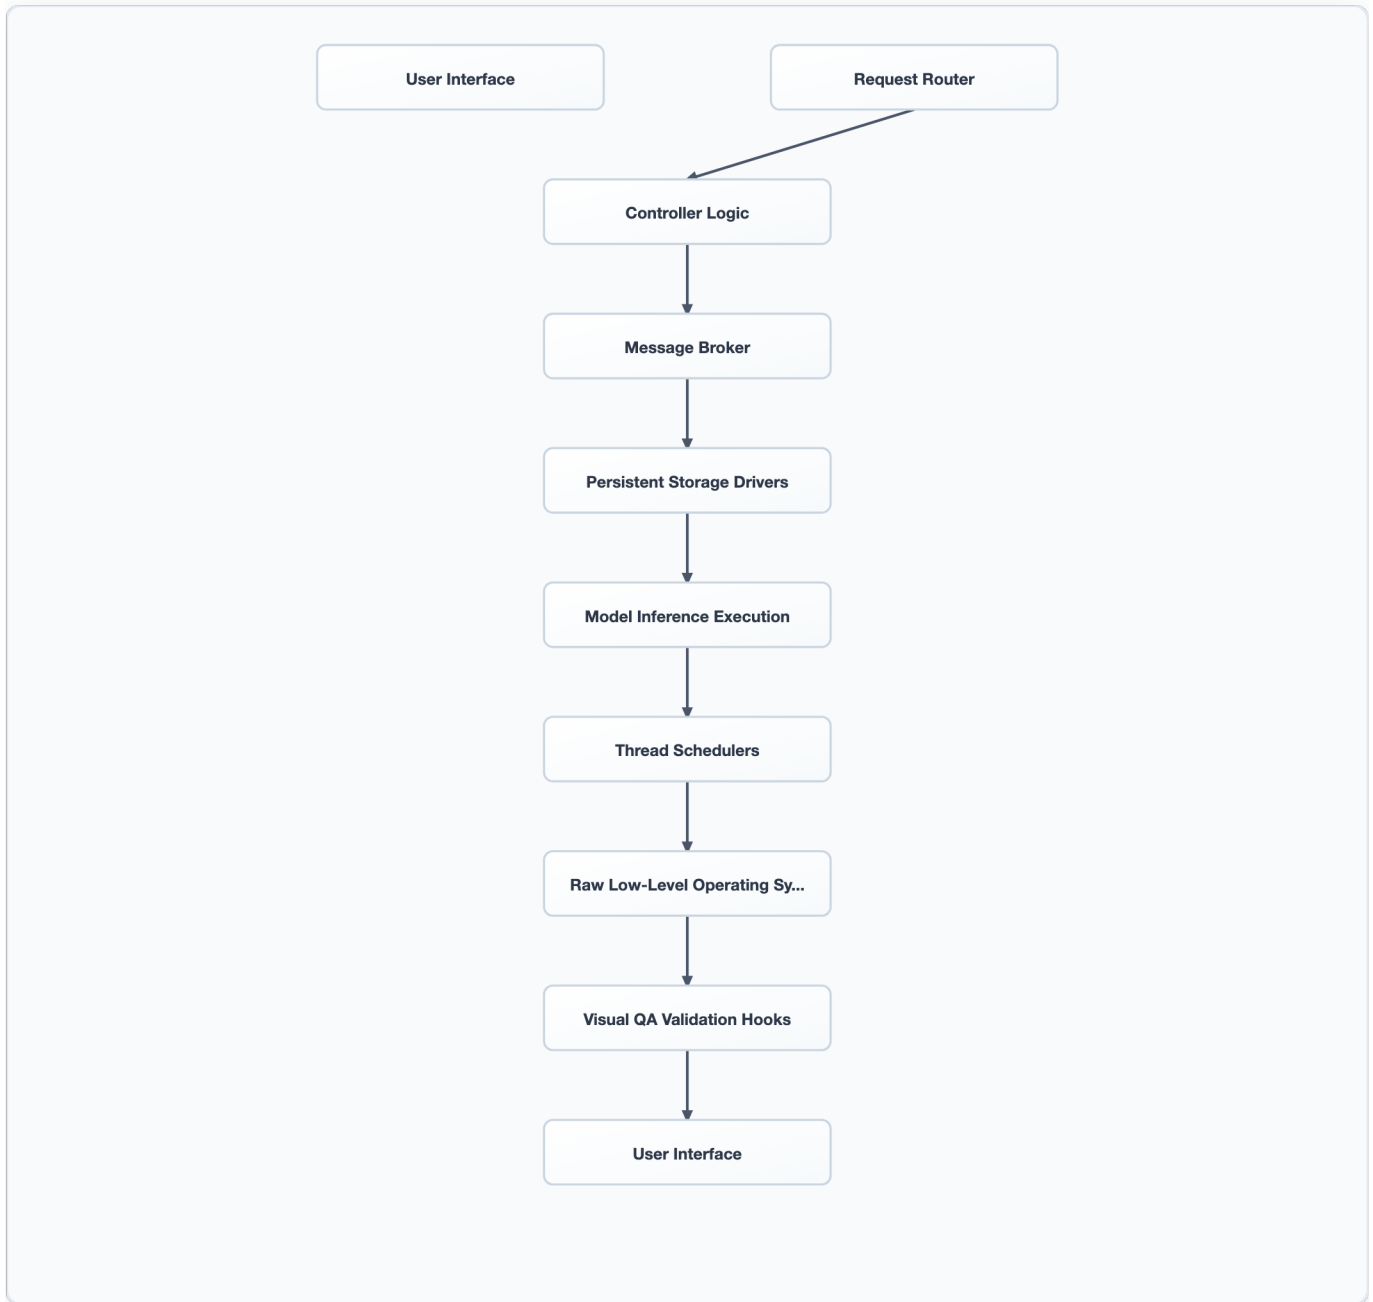 User Interface
Request Router
Controller Logic
Message Broker
Persistent Storage Drivers
Model Inference Execution
Thread Schedulers
Raw Low-Level Operating Sy...
Visual QA Validation Hooks
User Interface